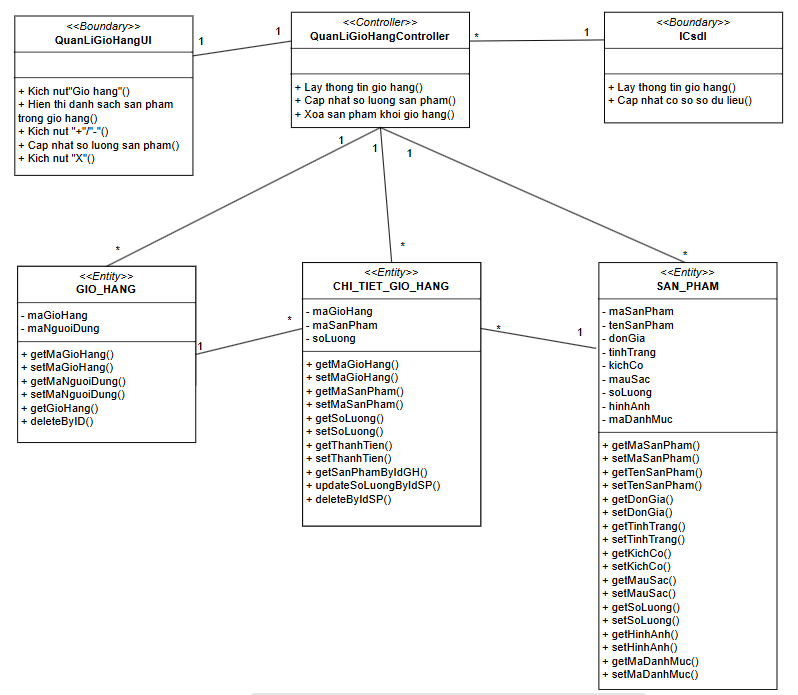 <<Boundary>>
QuanLiGioHangUI
+ Kich nut"Gio hang"()
+ Hien thi danh sach san pham
trong gio hang()
+ Kich nut "+"/"-"()
+ Cap nhat so luong san pham()
+ Kich nut "X"()
1
1
<<Controller>>
QuanLiGioHangController
+ Lay thong tin gio hang()
+ Cap nhat so luong san pham()
+ Xoa san pham khoi gio hang()
*
1
<<Boundary>>
ICsdl
+ Lay thong tin gio hang()
+ Cap nhat co so so du lieu()
1
1
1
*
*
*
<<Entity>>
GIO_HANG
- maGioHang
- maNguoiDung
+ getMaGioHang()
+ setMaGioHang()
+ getMaNguoiDung()
+ setMaNguoiDung()
+ getGioHang()
+ deleteByID()
1
*
<<Entity>>
CHI_TIET_GIO_HANG
- maGioHang
- maSanPham
- soLuong
+ getMaGioHang()
+ setMaGioHang()
+ getMaSanPham()
+ setMaSanPham()
+ getSoLuong()
+ setSoLuong()
+ getThanhTien()
+ setThanhTien()
+ getSanPhamByIdGH()
+ updateSoLuongByIdSP()
+ deleteByIdSP()
*
1
<<Entity>>
SAN_PHAM
- maSanPham
- tenSanPham
- donGia
- tinhTrang
- kichCo
- mauSac
- soLuong
- hinhAnh
- maDanhMuc
+ getMaSanPham()
+ setMaSanPham()
+ getTenSanPham()
+ setTenSanPham()
+ getDonGia()
+ setDonGia()
+ getTinhTrang()
+ setTinhTrang()
+ getKichCo()
+ setKichCo()
+ getMauSac()
+ setMauSac()
+ getSoLuong()
+ setSoLuong()
+ getHinhAnh()
+ setHinhAnh()
+ getMaDanhMuc()
+ setMaDanhMuc()